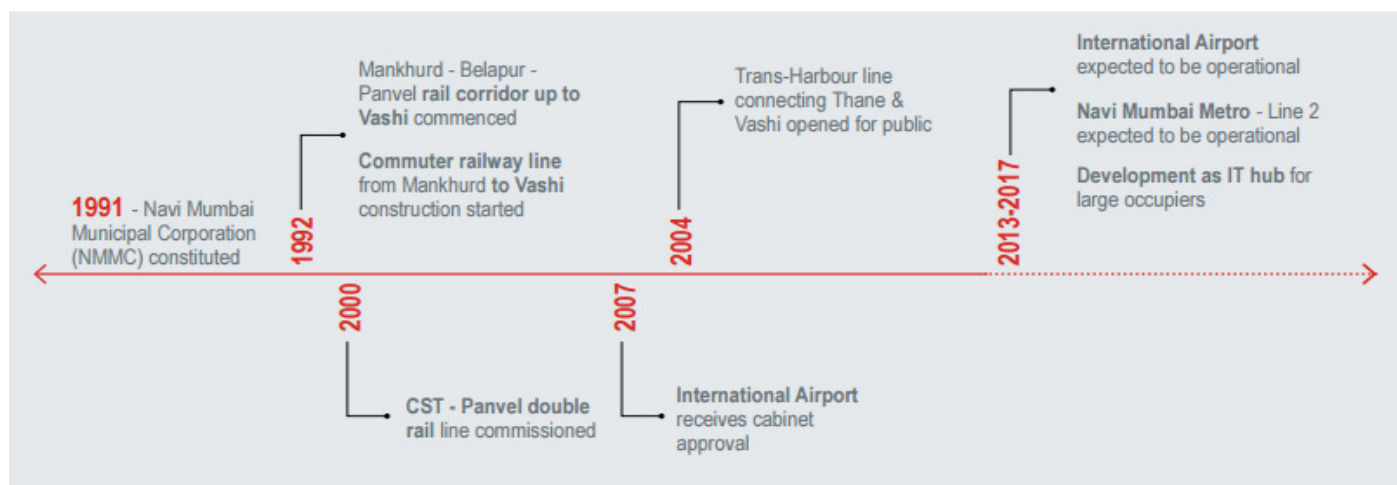 1991 - Navi Mumbai
Municipal Corporation
(NMMC) constituted
1992
Mankhurd - Belapur -
Panvel rail corridor up to
Vashi commenced
Commuter railway line
from Mankhurd to Vashi
construction started
2000
CST - Panvel double
rail line commissioned
2004
Trans-Harbour line
connecting Thane &
Vashi opened for public
2007
International Airport
receives cabinet
approval
2013-2017
International Airport
expected to be operational
Navi Mumbai Metro - Line 2
expected to be operational
Development as IT hub for
large occupiers